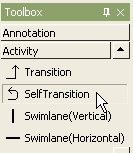 Toolbox
Annotation
Activity
Transition
SelfTransition
Swimlane(Vertical)
Swimlane(Horizontal)